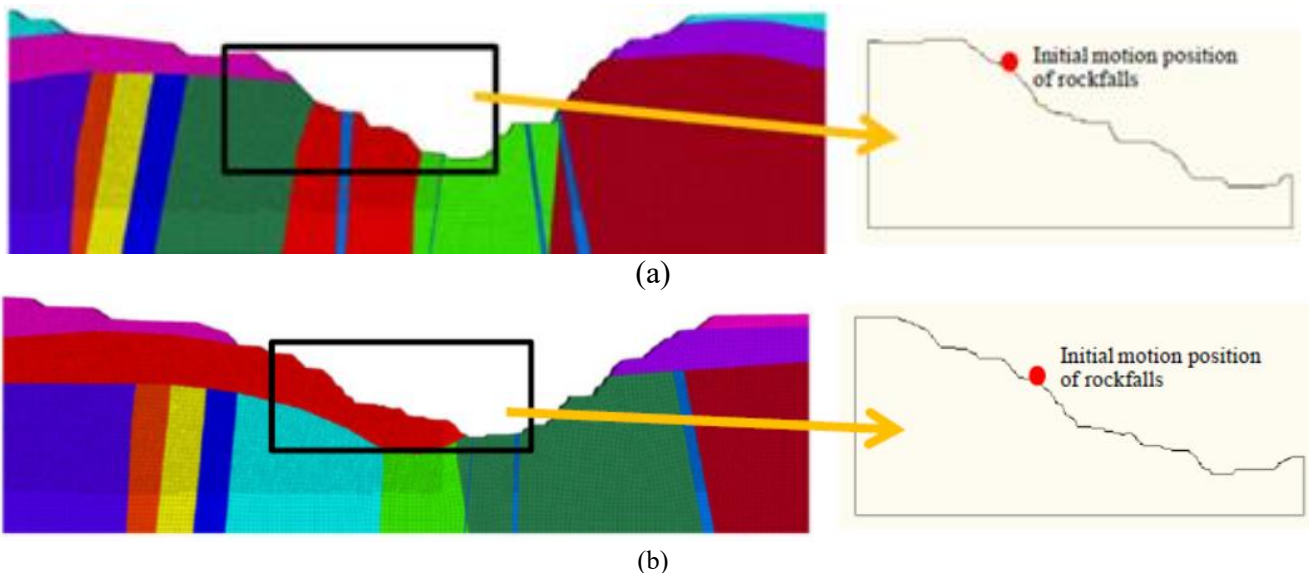 Initial motion position
of rockfalls
(a)
Initial motion position
of rockfalls
(b)